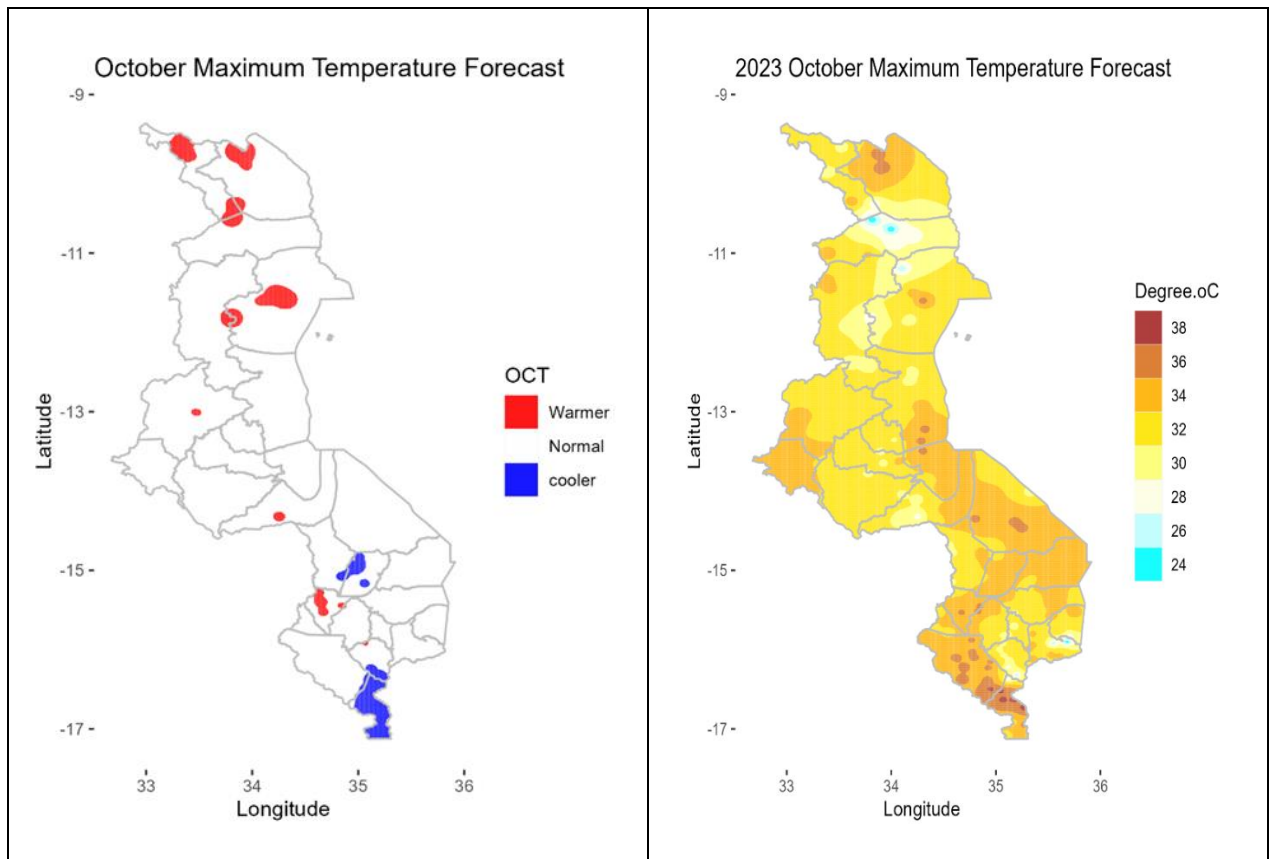 October Maximum Temperature Forecast
-9
-11
-13
-15
-17
Latitude
33 34 35 36
Longitude
OCT
Warmer
Normal
cooler
2023 October Maximum Temperature Forecast
-9
-11
-13
-15
-17
Latitude
33 34 35 36
Longitude
Degree.oC
38
36
34
32
30
28
26
24